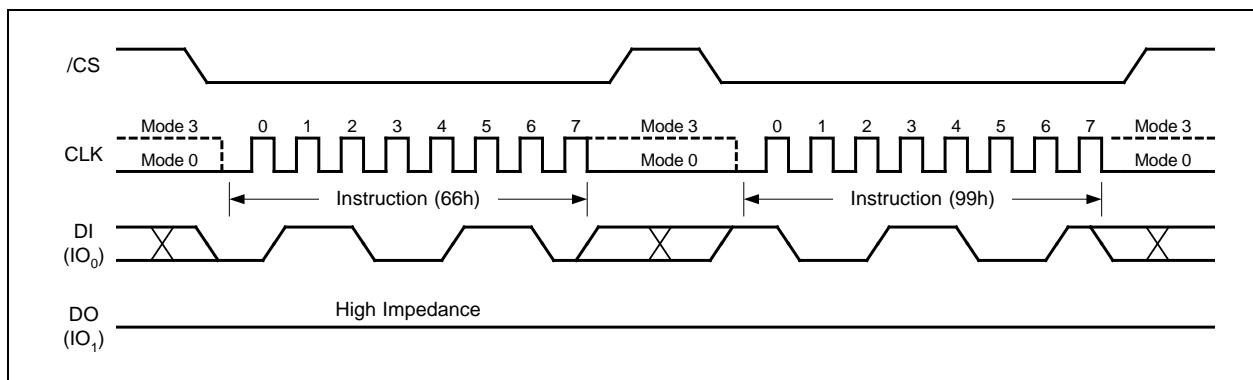 /CS
Mode 3 0 1 2 3 4 5 6 7 Mode 3 0 1 2 3 4 5 6 7 Mode 3
CLK
Mode 0 Mode 0 Mode 0
Instruction (66h) Instruction (99h)
DI
(IO0)
High Impedance
DO
(IO1)